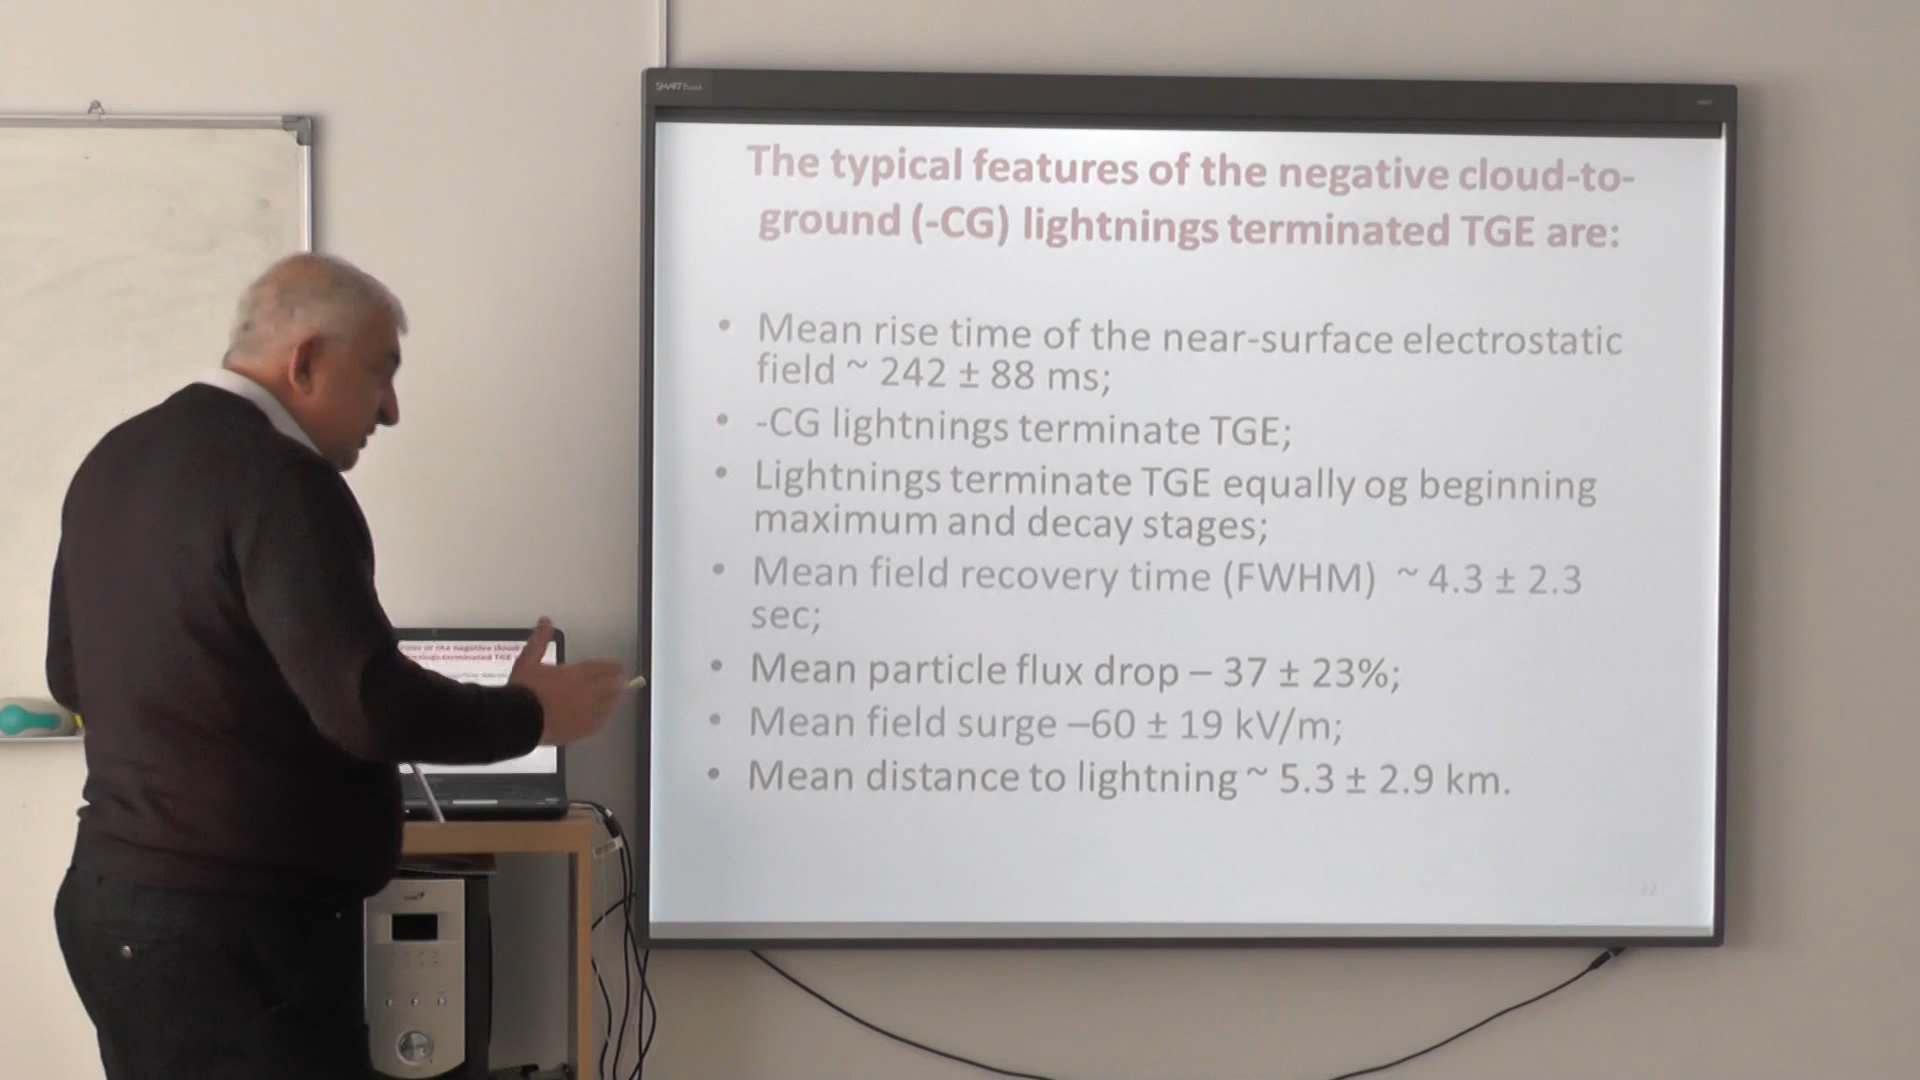 SMART Board
The typical features of the negative cloud-to-
ground (-CG) lightnings terminated TGE are:
• Mean rise time of the near-surface electrostatic
field ~ 242 ± 88 ms;
• -CG lightnings terminate TGE;
• Lightnings terminate TGE equally og beginning
maximum and decay stages;
• Mean field recovery time (FWHM) ~ 4.3 ± 2.3
sec;
• Mean particle flux drop – 37 ± 23%;
• Mean field surge –60 ± 19 kV/m;
• Mean distance to lightning ~ 5.3 ± 2.9 km.